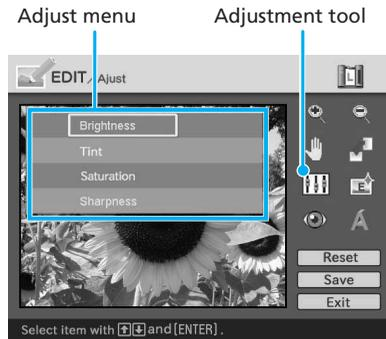 Adjust menu Adjustment tool
EDIT/Ajust
L
Brightness
Tint
Saturation
Sharpness
E
A
Reset
Save
Exit
Select item with ↑↓and[ENTER].